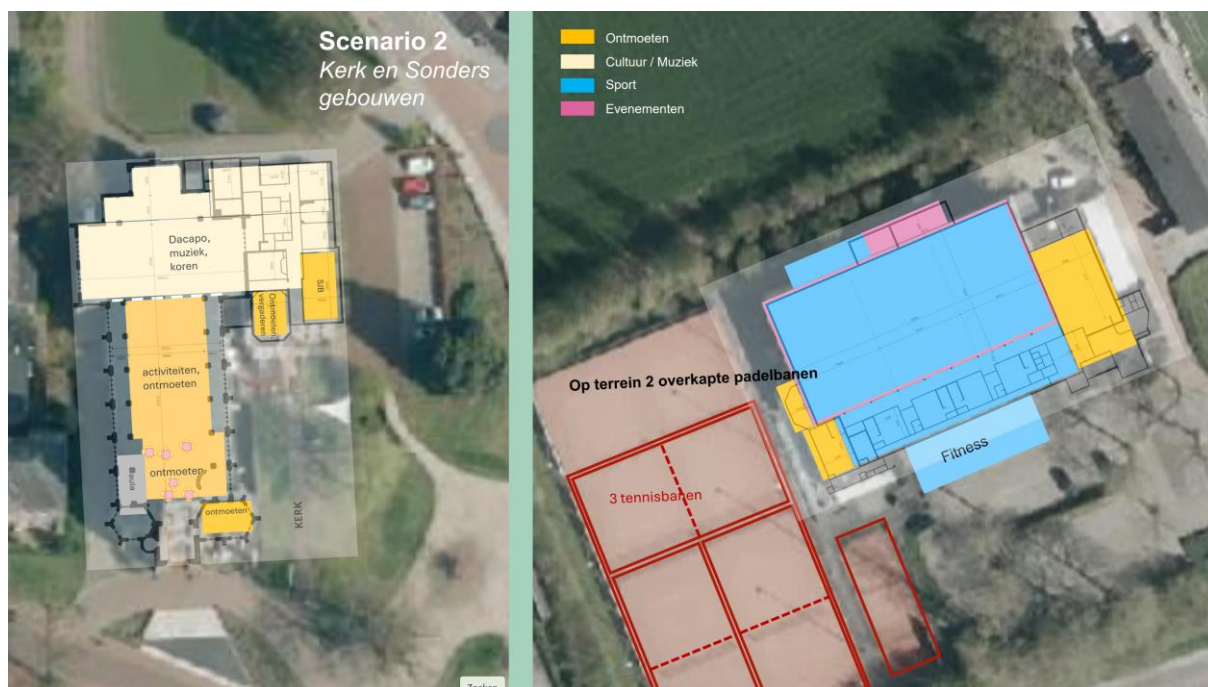 Scenario 2
Kerk en Sonders
gebouwen
Dacapo,
muziek,
koren
SJB
Ontmoeten
vergaderen
activiteiten,
ontmoeten
ontmoeten
ontmoeten
KERK
Ontmoeten
Cultuur / Muziek
Sport
Evenementen
Op terrein 2 overkapte padelbanen
3 tennisbanen
Fitness